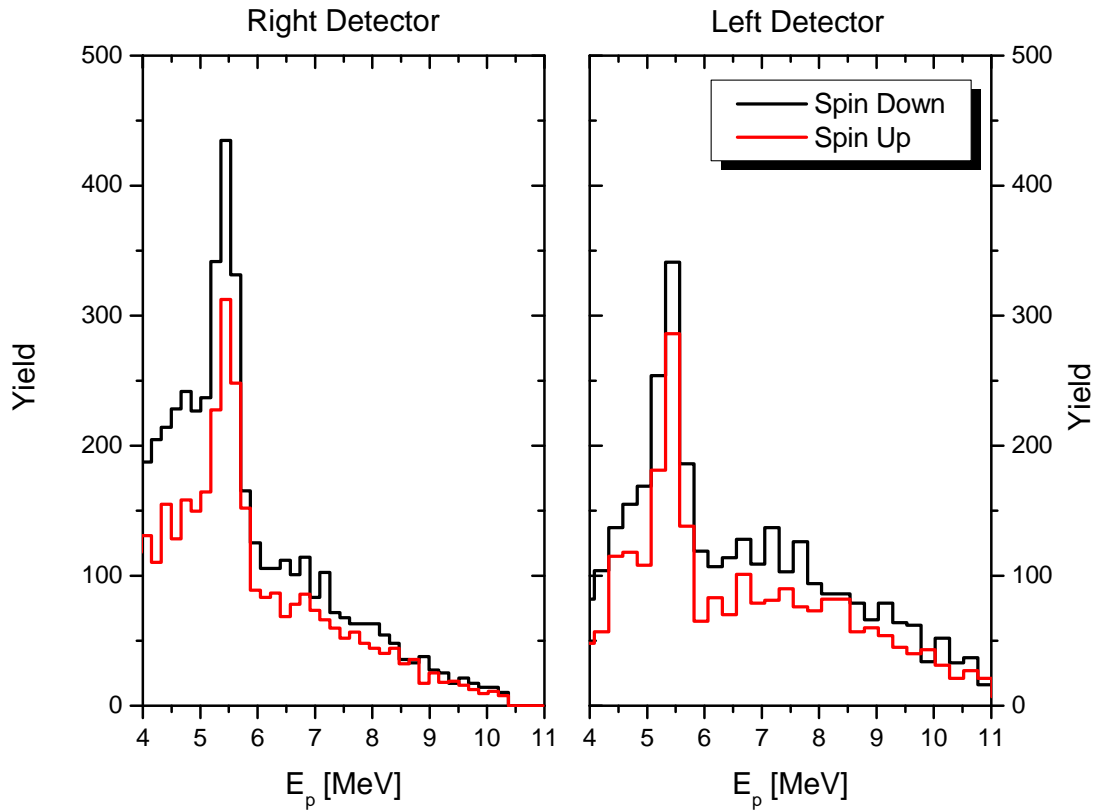 Right Detector
Left Detector
500
400
300
200
100
0
Yield
4 5 6 7 8 9 10 11
E_p [MeV]
Spin Down
Spin Up
500
400
300
200
100
0
Yield
4 5 6 7 8 9 10 11
E_p [MeV]